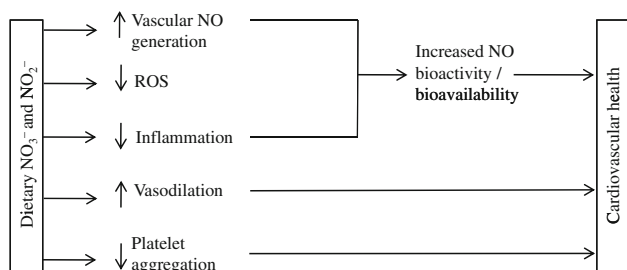 Dietary NO₃⁻ and NO₂⁻
↑ Vascular NO
generation
↓ ROS
↓ Inflammation
↑ Vasodilation
↓ Platelet
aggregation
Increased NO
bioactivity /
bioavailability
Cardiovascular health